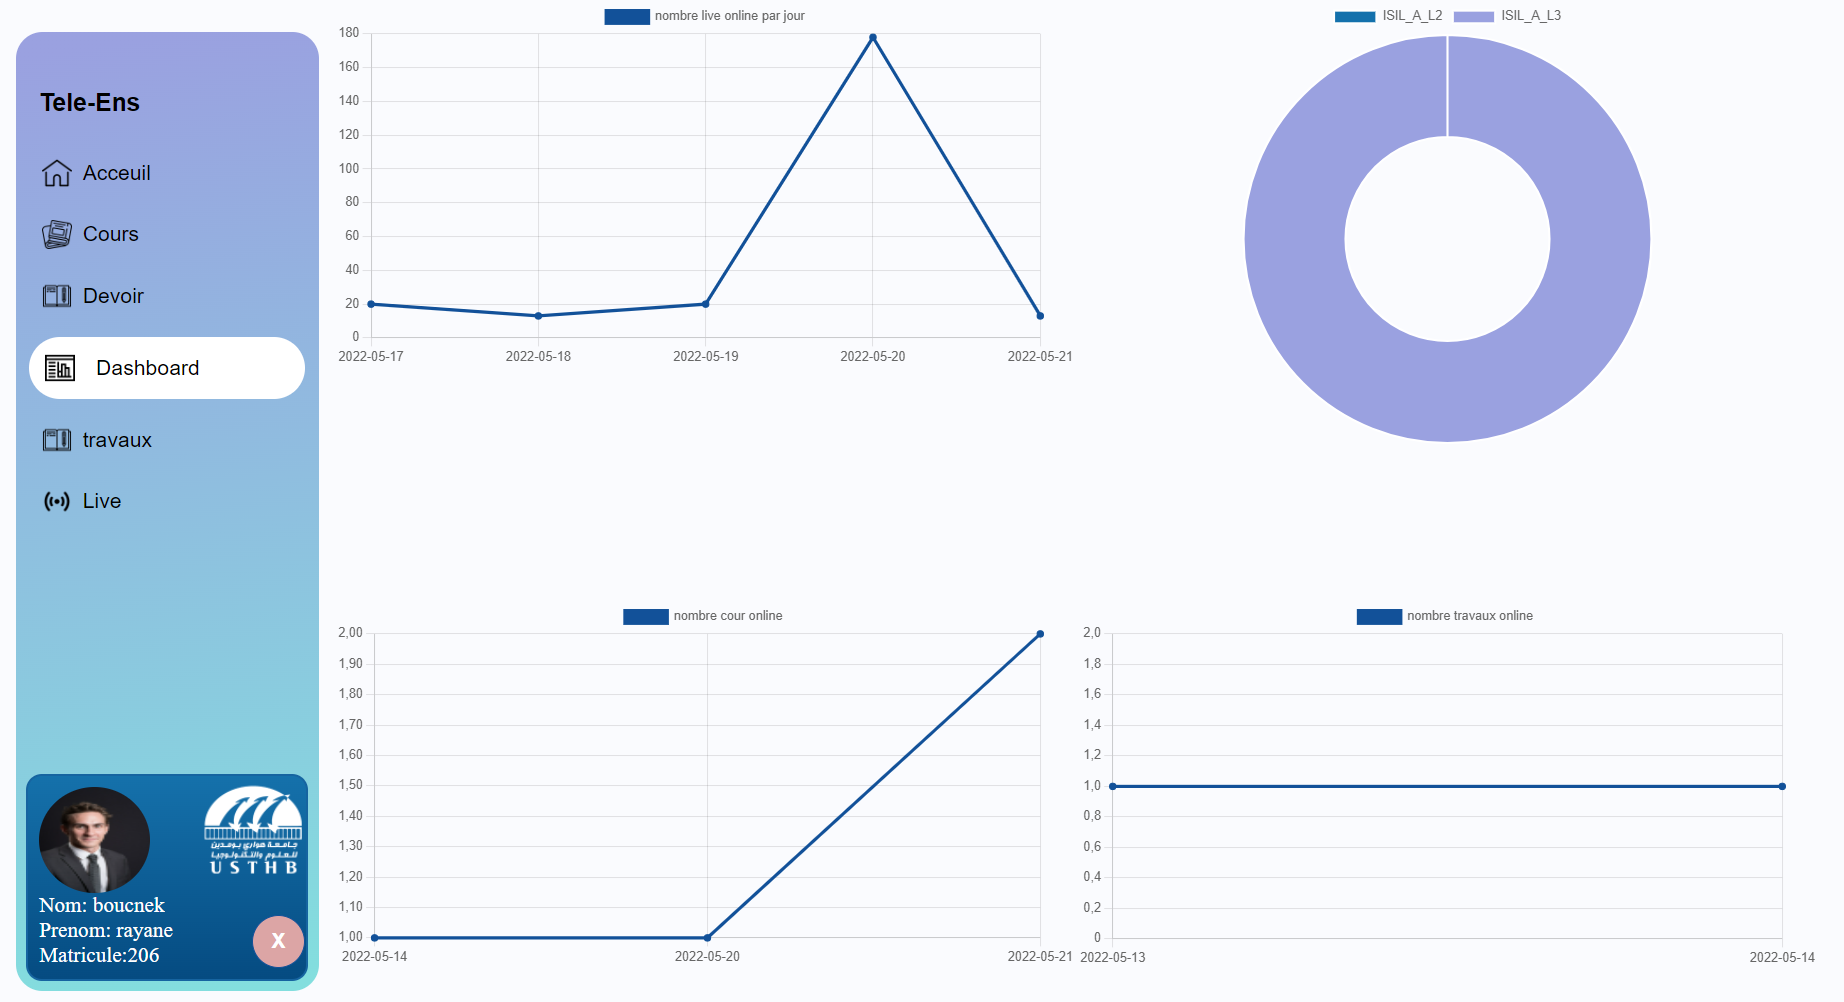 Tele-Ens
Acceuil
Cours
Devoir
Dashboard
travaux
Live
جامعة هواري بومدين
للعلوم والتكنولوجيا
USTHB
Nom: boucnek
Prenom: rayane
Matricule:206
X
nombre live online par jour
180
160
140
120
100
80
60
40
20
0
2022-05-17 2022-05-18 2022-05-19 2022-05-20 2022-05-21
ISIL_A_L2 ISIL_A_L3
nombre cour online
2,00
1,90
1,80
1,70
1,60
1,50
1,40
1,30
1,20
1,10
1,00
2022-05-14 2022-05-20 2022-05-21
nombre travaux online
2,0
1,8
1,6
1,4
1,2
1,0
0,8
0,6
0,4
0,2
0
2022-05-13 2022-05-14